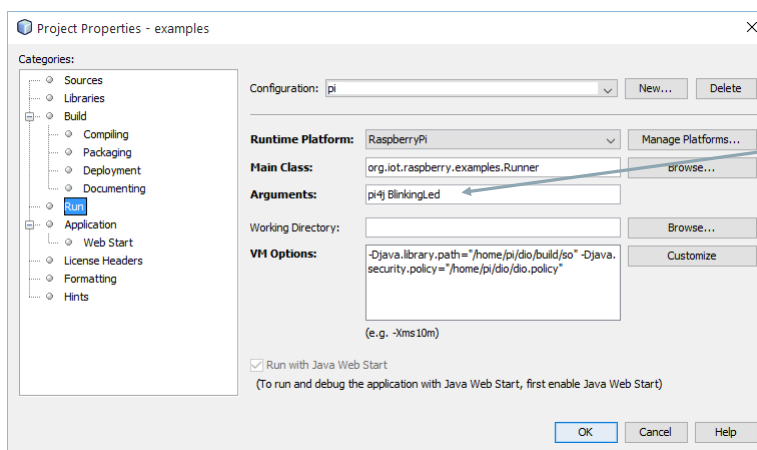 Project Properties - examples
Categories:
Sources
Libraries
Build
Compiling
Packaging
Deployment
Documenting
Run
Application
Web Start
License Headers
Formatting
Hints
Configuration: pi
New...
Delete
Runtime Platform: RaspberryPi
Manage Platforms...
Main Class: org.iot.raspberry.examples.Runner
Browse...
Arguments: pi4j BlinkingLed
Working Directory:
Browse...
VM Options: -Djava.library.path="/home/pi/dio/build/so" -Djava.
security.policy="/home/pi/dio/dio.policy"
Customize
(e.g. -Xms10m)
Run with Java Web Start
(To run and debug the application with Java Web Start, first enable Java Web Start)
OK
Cancel
Help